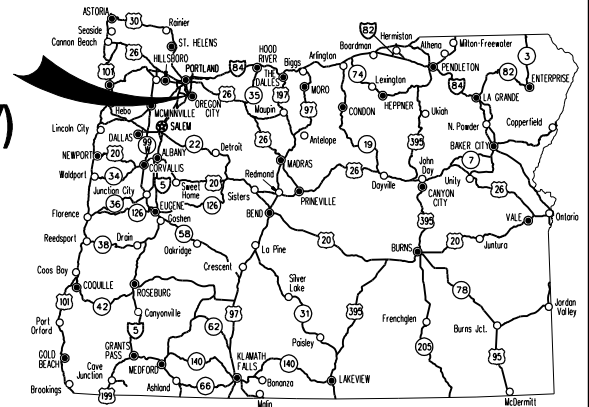 ASTORIA
30
Rainier
Seaside
Cannon Beach
26
ST. HELENS
101
HILLSBORO
PORTLAND
84
HOOD
RIVER
THE
DALLES
Biggs
Arlington
Boardman
82
Hermiston
Athena
Milton-Freewater
3
PENDLETON
84
82
ENTERPRISE
LA GRANDE
OREGON
CITY
26
35
197
MORO
97
74
Lexington
HEPPNER
CONDON
Ukiah
N. Powder
Copperfield
)
Hebo
MCMINNVILLE
Maupin
Lincoln City
DALLAS
99
W
SALEM
Antelope
19
395
BAKER CITY
NEWPORT
20
ALBANY
22
Detroit
26
MADRAS
John
Day
7
Waldport
34
CORVALLIS
Redmond
26
Dayville
Unity
26
Junction City
5
Sweet
Home
20
Sisters
PRINEVILLE
CANYON
CITY
36
126
EUGENE
126
BEND
395
VALE
Ontario
Florence
Goshen
Reedsport
38
Drain
58
Oakridge
La Pine
20
BURNS
20
Juntura
Crescent
Coos Bay
COQUILLE
ROSEBURG
Silver
Lake
78
101
42
Canyonville
97
31
395
Frenchglen
Jordan
Valley
Port
Orford
5
62
Paisley
Burns Jct.
GOLD
BEACH
GRANTS
PASS
140
KLAMATH
FALLS
140
205
95
Cave
Junction
MEDFORD
Bonanza
LAKEVIEW
Brookings
199
Ashland
66
Malin
McDermitt